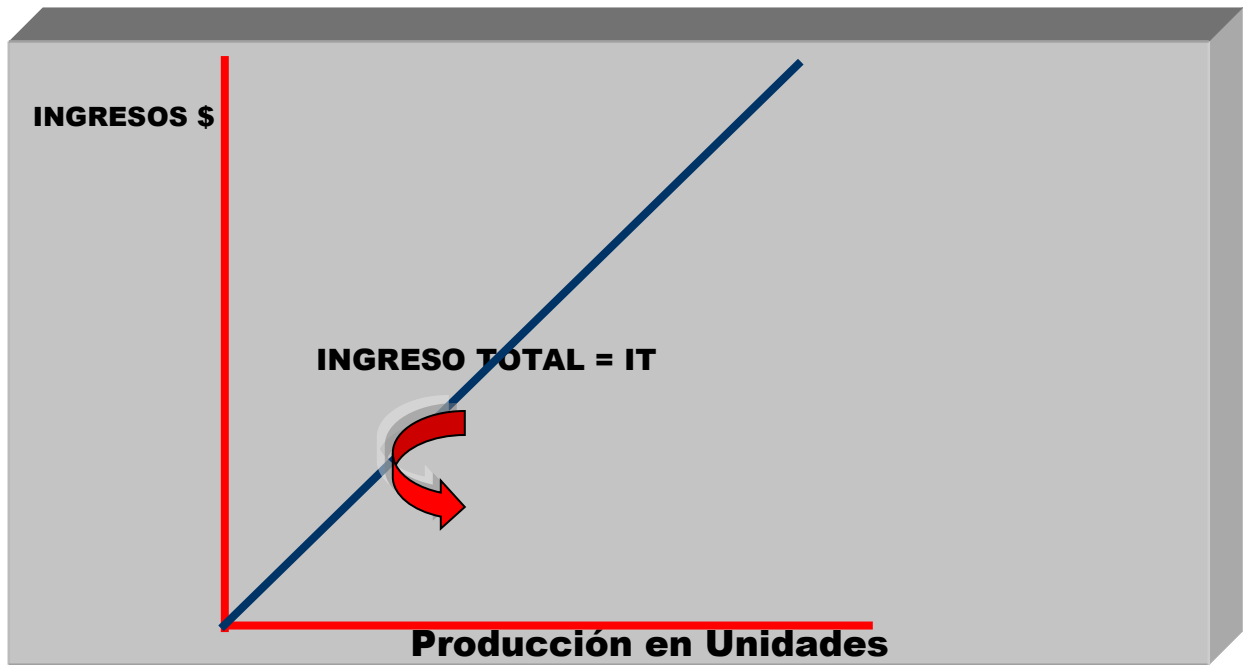 INGRESOS $
INGRESO TOTAL = IT
Producción en Unidades